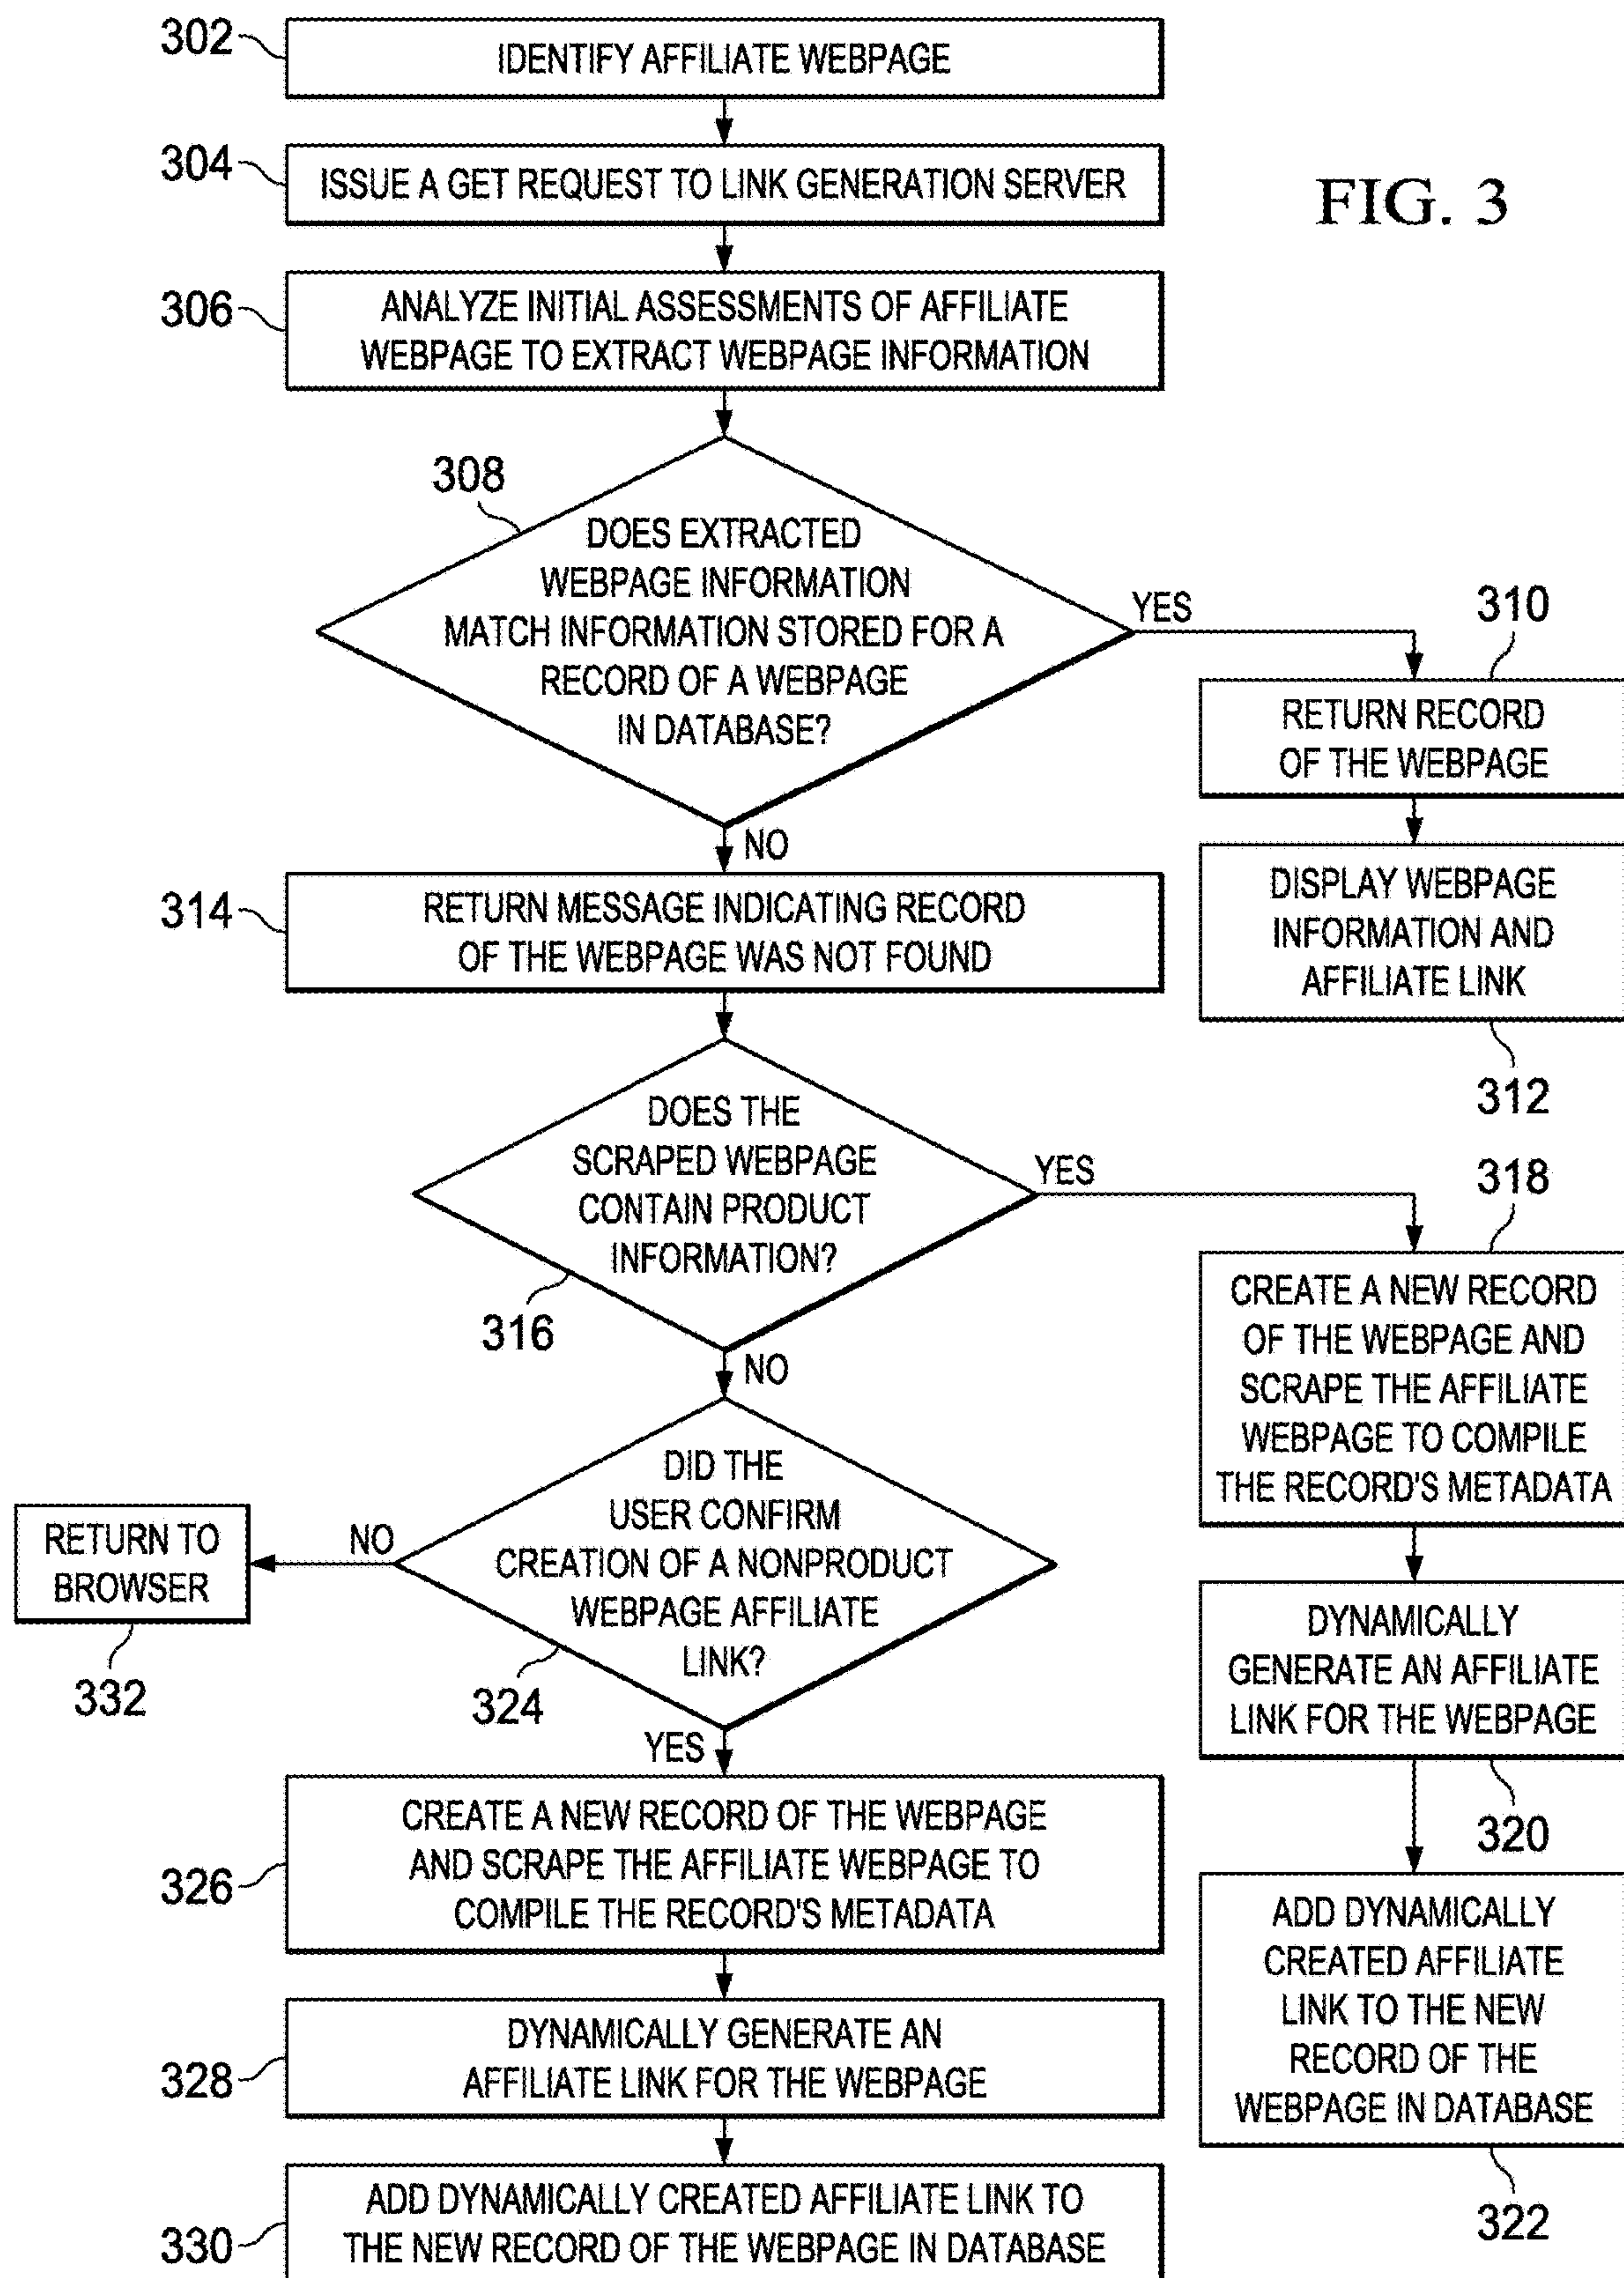 302
IDENTIFY AFFILIATE WEBPAGE
304
ISSUE A GET REQUEST TO LINK GENERATION SERVER
FIG. 3
306
ANALYZE INITIAL ASSESSMENTS OF AFFILIATE
WEBPAGE TO EXTRACT WEBPAGE INFORMATION
308
DOES EXTRACTED
WEBPAGE INFORMATION
MATCH INFORMATION STORED FOR A
RECORD OF A WEBPAGE
IN DATABASE?
YES
310
RETURN RECORD
OF THE WEBPAGE
DISPLAY WEBPAGE
INFORMATION AND
AFFILIATE LINK
312
NO
314
RETURN MESSAGE INDICATING RECORD
OF THE WEBPAGE WAS NOT FOUND
DOES THE
SCRAPED WEBPAGE
CONTAIN PRODUCT
INFORMATION?
316
YES
318
CREATE A NEW RECORD
OF THE WEBPAGE AND
SCRAPE THE AFFILIATE
WEBPAGE TO COMPILE
THE RECORD'S METADATA
DYNAMICALLY
GENERATE AN AFFILIATE
LINK FOR THE WEBPAGE
320
ADD DYNAMICALLY
CREATED AFFILIATE
LINK TO THE NEW
RECORD OF THE
WEBPAGE IN DATABASE
322
NO
DID THE
USER CONFIRM
CREATION OF A NONPRODUCT
WEBPAGE AFFILIATE
LINK?
324
NO
RETURN TO
BROWSER
332
YES
326
CREATE A NEW RECORD OF THE WEBPAGE
AND SCRAPE THE AFFILIATE WEBPAGE TO
COMPILE THE RECORD'S METADATA
328
DYNAMICALLY GENERATE AN
AFFILIATE LINK FOR THE WEBPAGE
330
ADD DYNAMICALLY CREATED AFFILIATE LINK TO
THE NEW RECORD OF THE WEBPAGE IN DATABASE